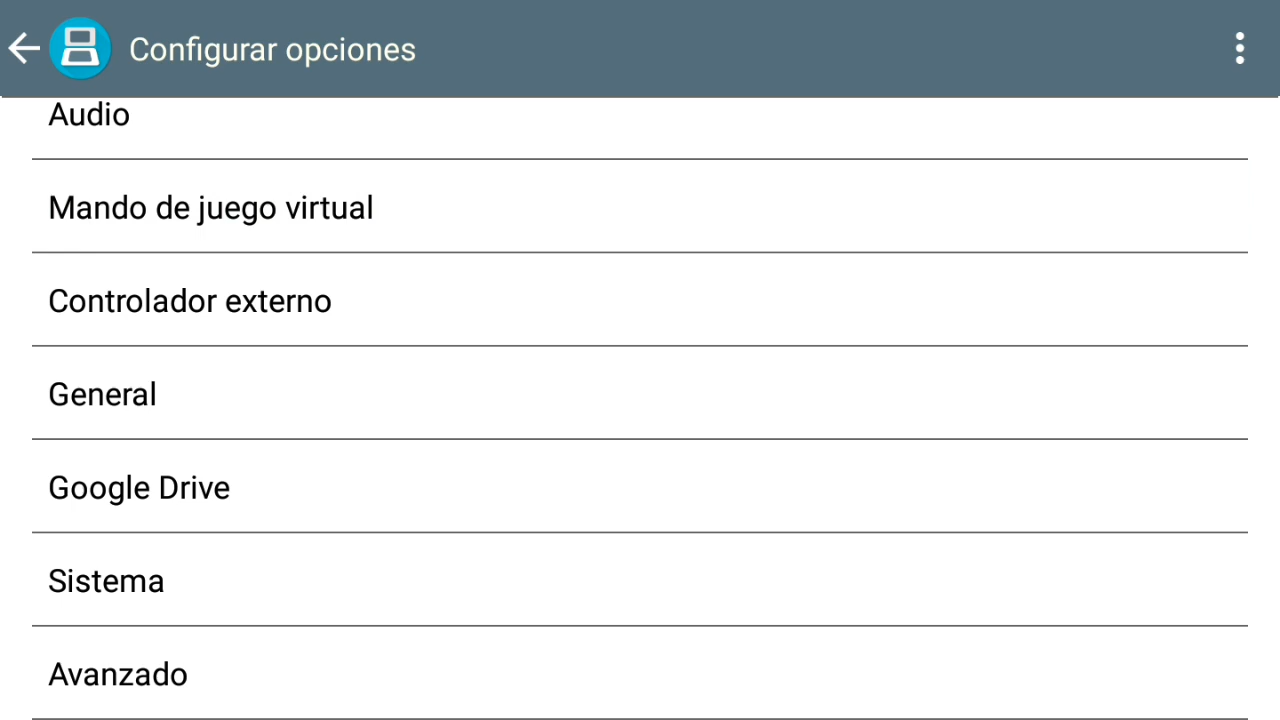 Configurar opciones
Audio
Mando de juego virtual
Controlador externo
General
Google Drive
Sistema
Avanzado